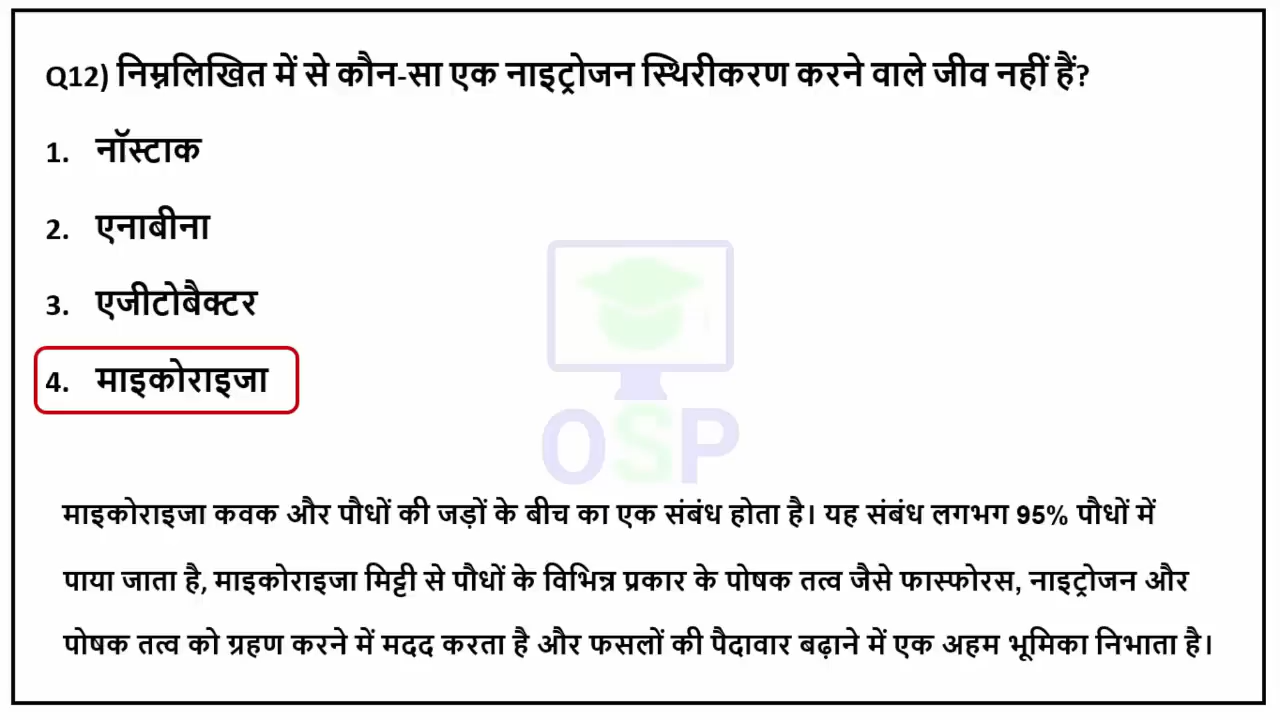 Q12) निम्नलिखित में से कौन-सा एक नाइट्रोजन स्थिरीकरण करने वाले जीव नहीं हैं?
1. नॉस्टाक
2. एनाबीना
3. एजीटोबैक्टर
4. माइकोराइजा
OSP
माइकोराइजा कवक और पौधों की जड़ों के बीच का एक संबंध होता है। यह संबंध लगभग 95% पौधों में
पाया जाता है, माइकोराइजा मिट्टी से पौधों के विभिन्न प्रकार के पोषक तत्व जैसे फास्फोरस, नाइट्रोजन और
पोषक तत्व को ग्रहण करने में मदद करता है और फसलों की पैदावार बढ़ाने में एक अहम भूमिका निभाता है।